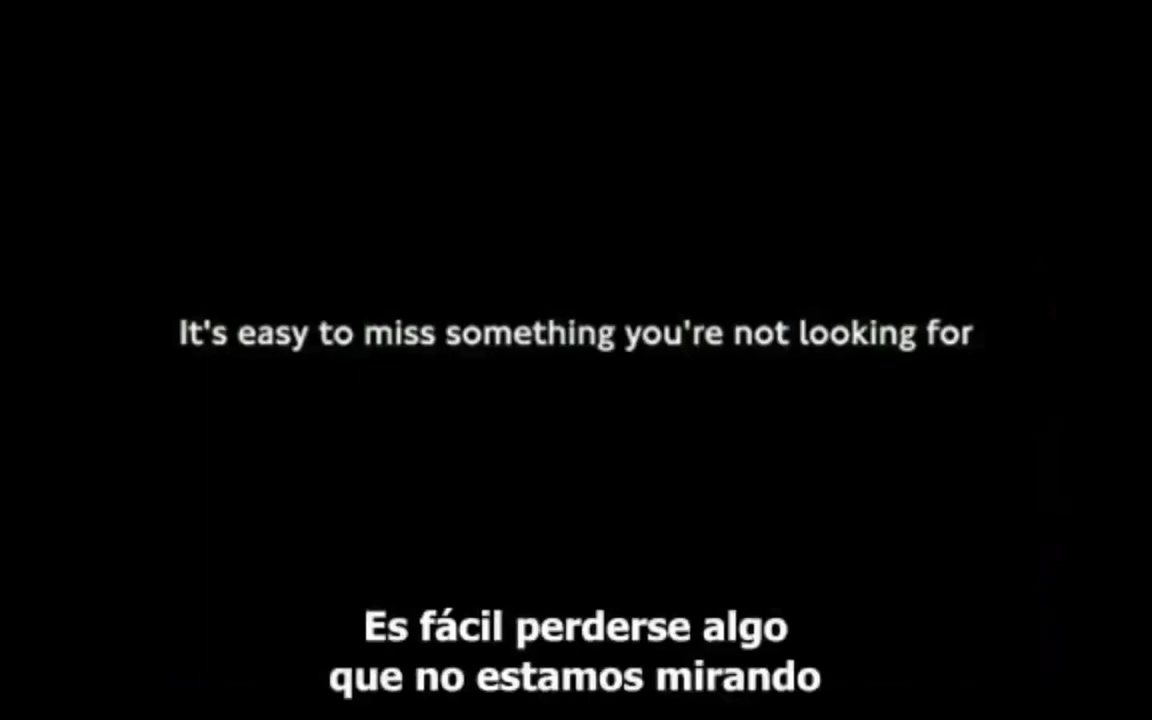 It's easy to miss something you're not looking for
Es fácil perderse algo
que no estamos mirando